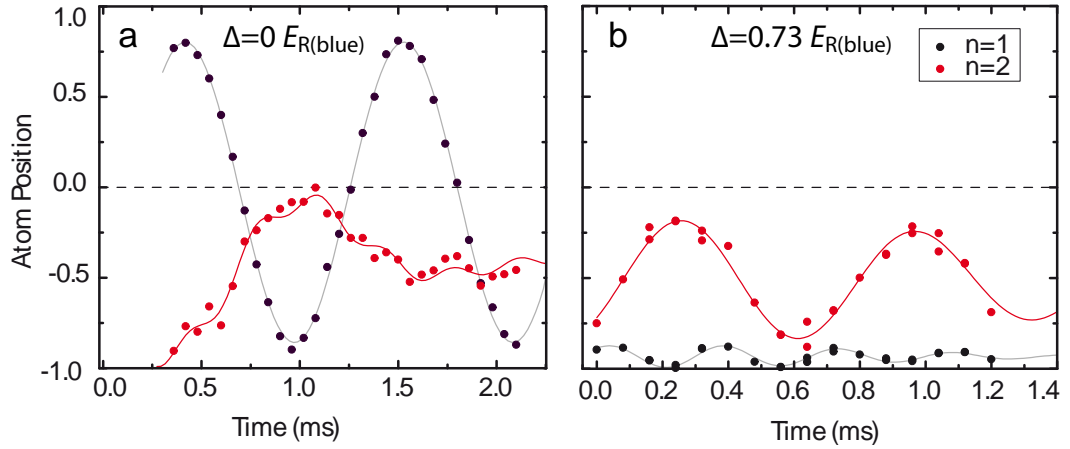 a
Δ=0 E_R(blue)
b
Δ=0.73 E_R(blue)
n=1
n=2
Atom Position
1.0
0.5
0.0
-0.5
-1.0
0.0 0.5 1.0 1.5 2.0
0.0 0.2 0.4 0.6 0.8 1.0 1.2 1.4
Time (ms)
Time (ms)